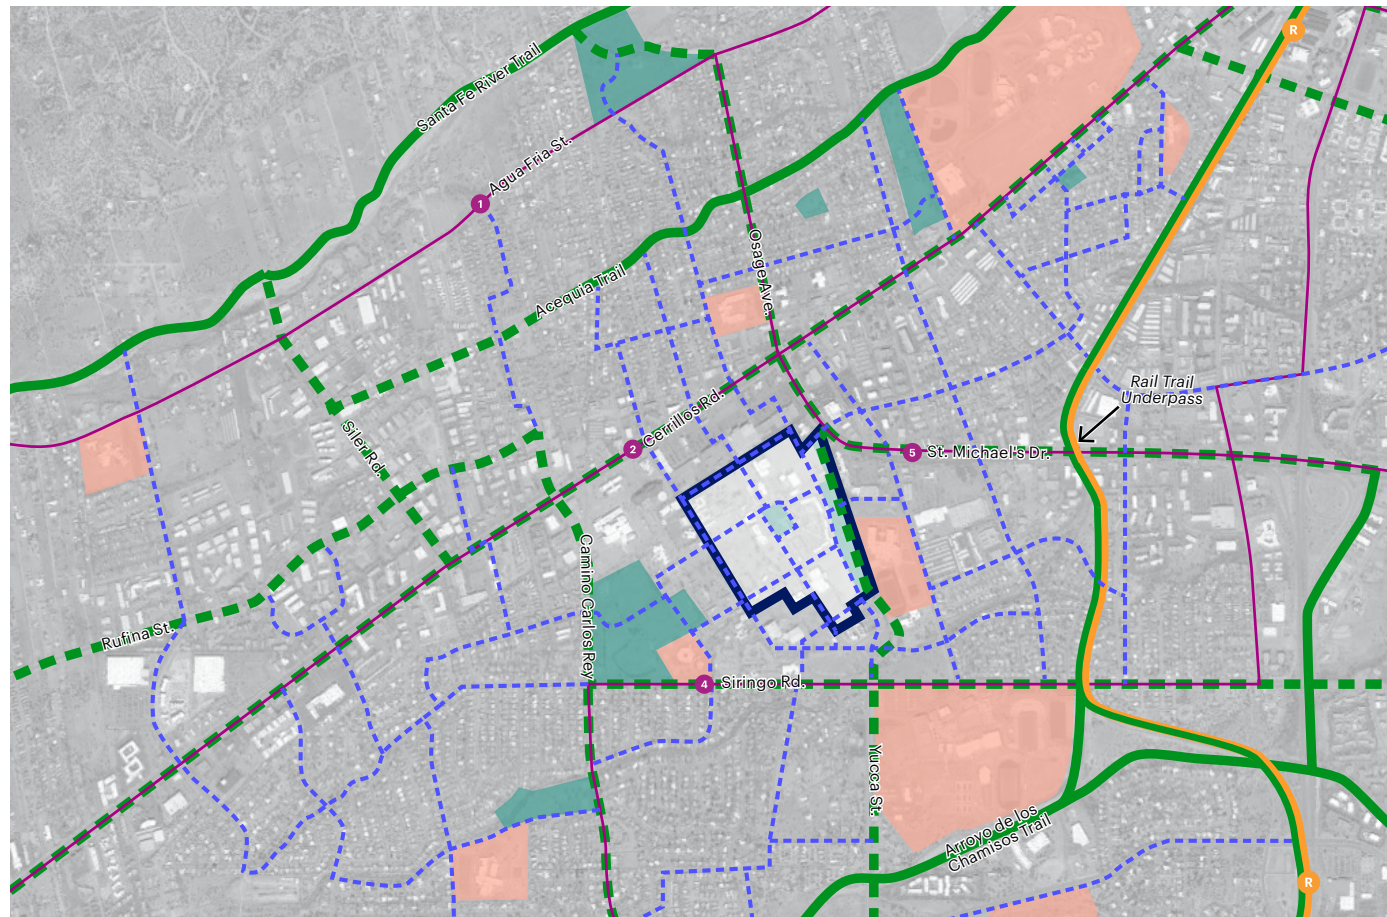 R
Santa Fe River Trail
Agua Fria St.
1
Osage Ave.
Acequia Trail
Rail Trail
Underpass
Siler Rd.
2
Cerrillos Rd.
5
St. Michael's Dr.
Camino Carlos Rey
Rufina St.
4
Siringo Rd.
Yucca St.
Arroyo de los
Chamisos Trail
R